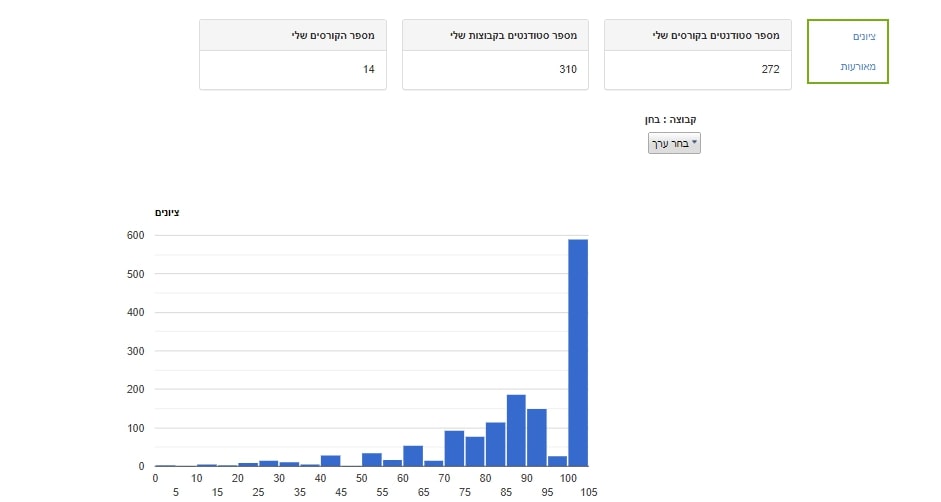 ציונים
מאורעות
מספר סטודנטים בקורסים שלי
272
מספר סטודנטים בקבוצות שלי
310
מספר הקורסים שלי
14
קבוצה : בחן
בחר ערך
ציונים
600
500
400
300
200
100
0
0 10 20 30 40 50 60 70 80 90 100
5 15 25 35 45 55 65 75 85 95 105